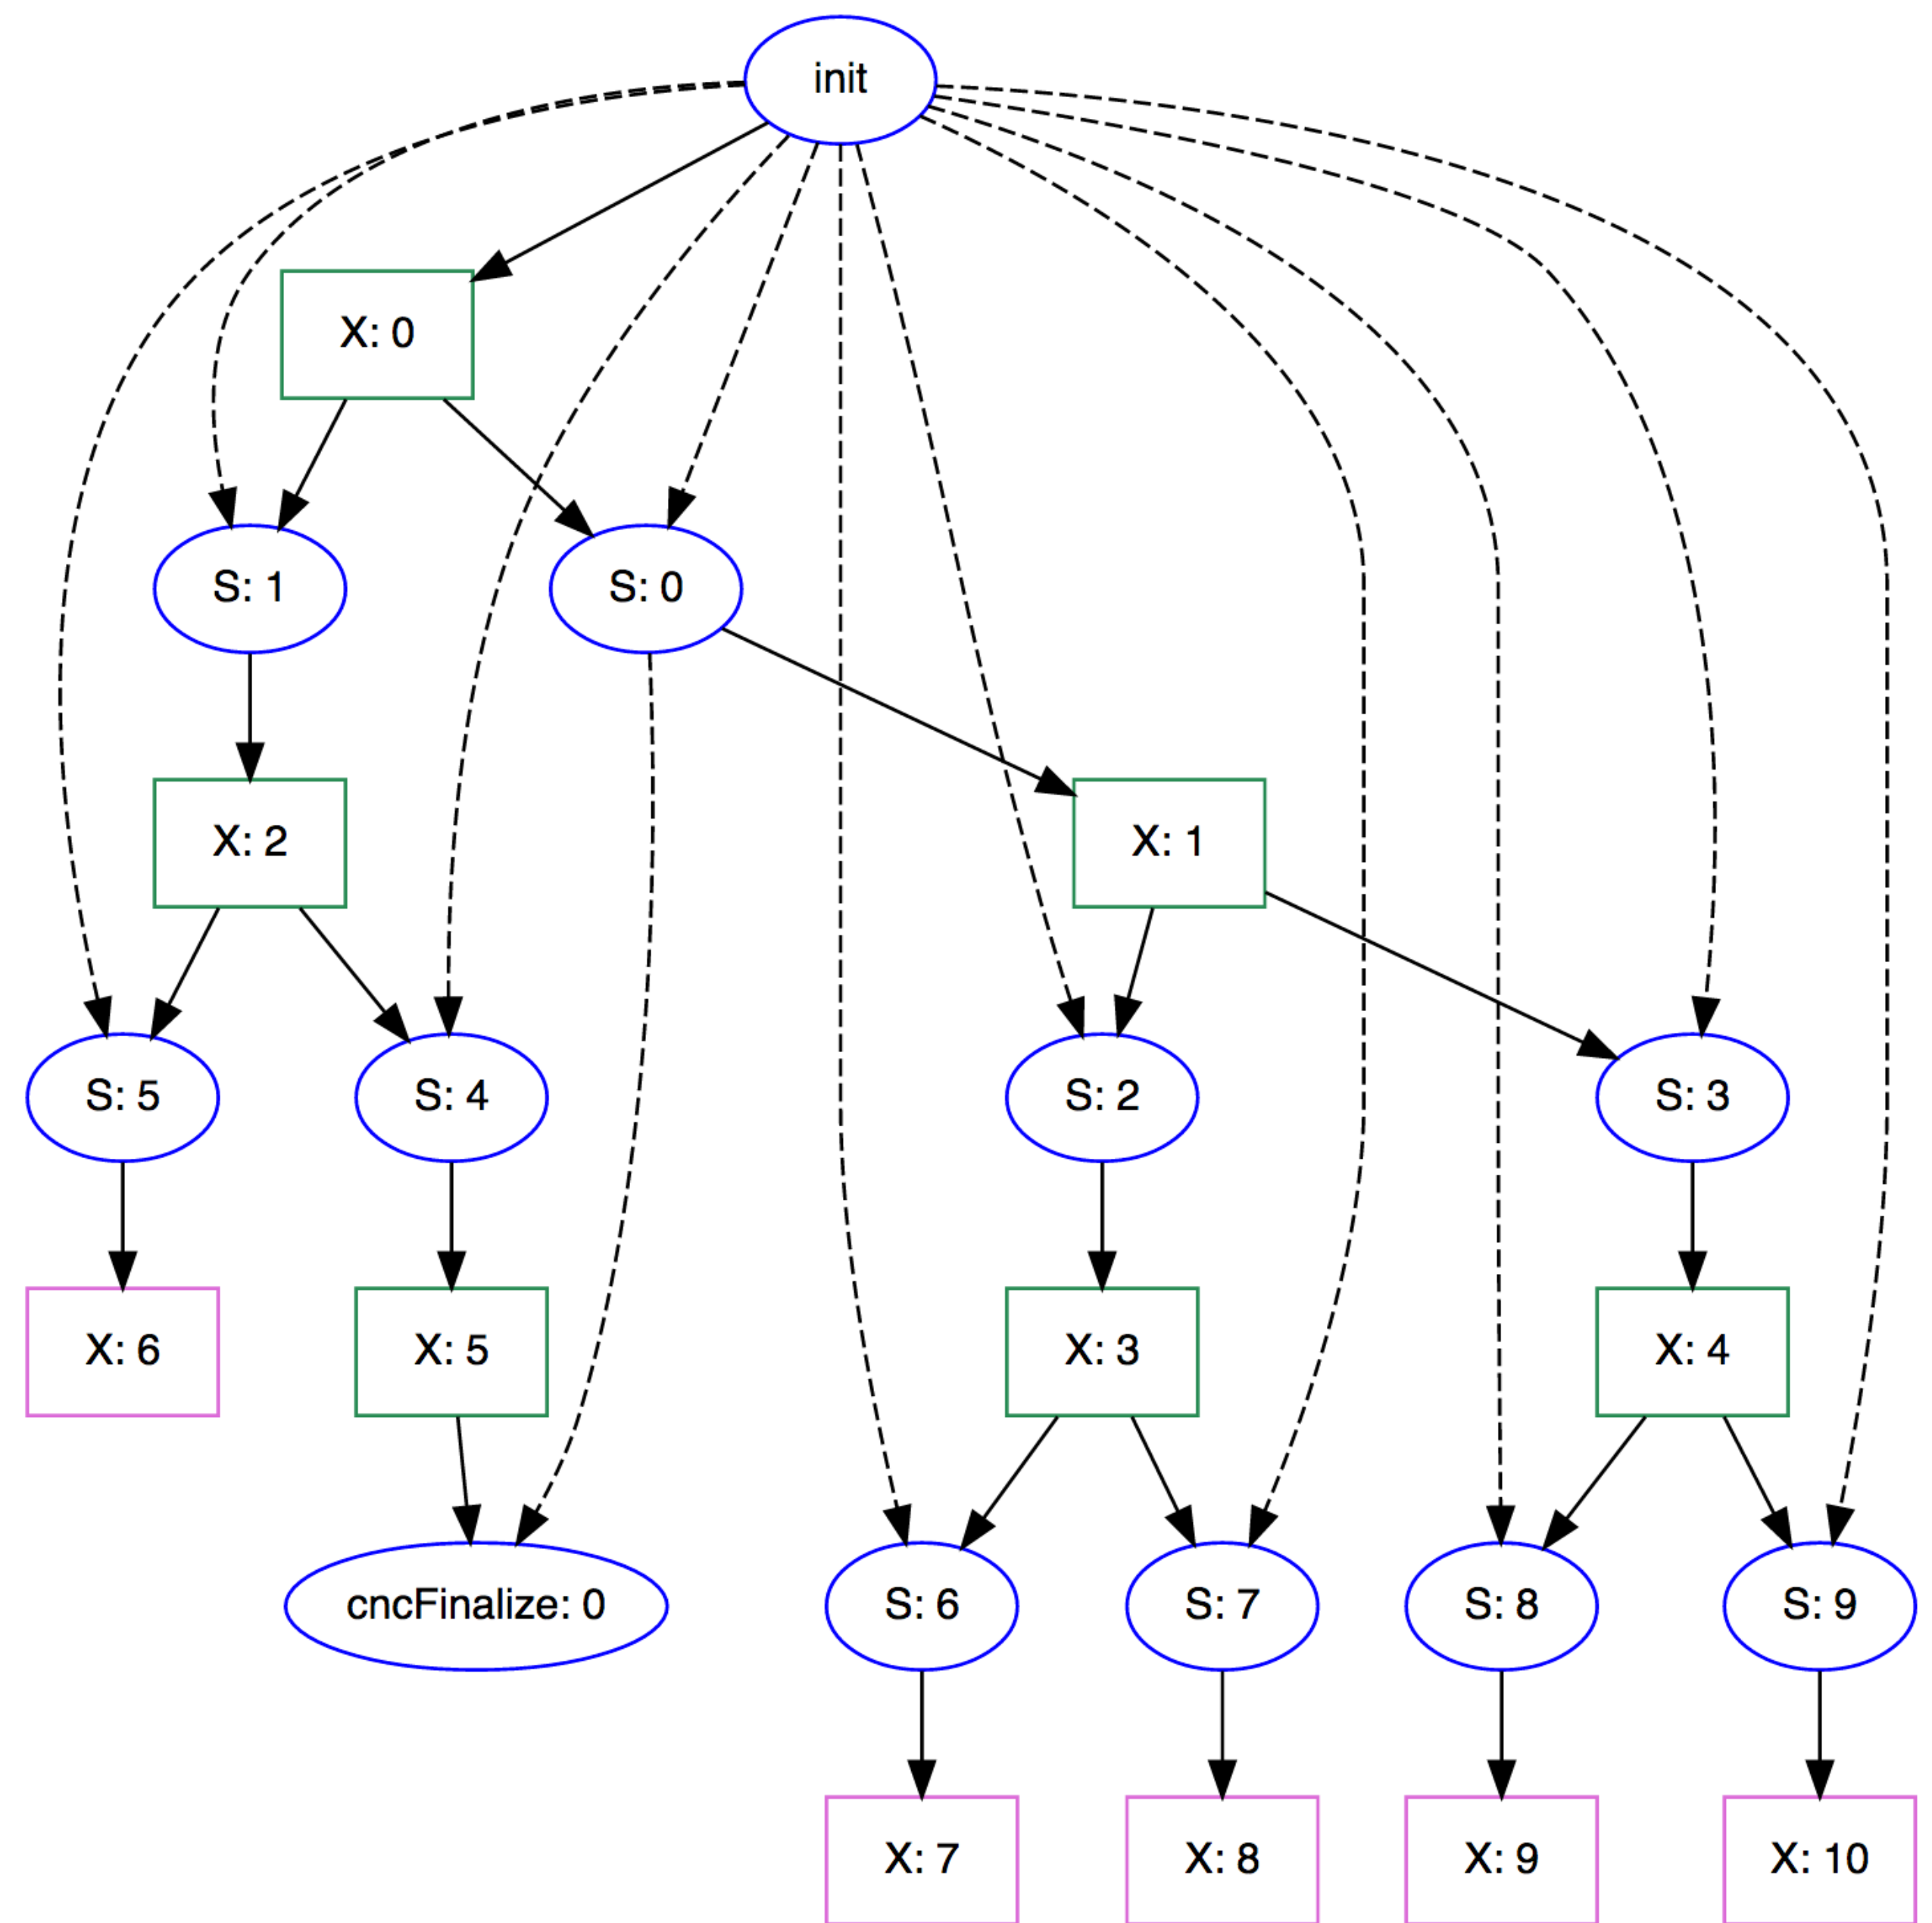 init
X: 0
S: 1
S: 0
X: 2
X: 1
S: 5
S: 4
S: 2
S: 3
X: 6
X: 5
X: 3
X: 4
cncFinalize: 0
S: 6
S: 7
S: 8
S: 9
X: 7
X: 8
X: 9
X: 10